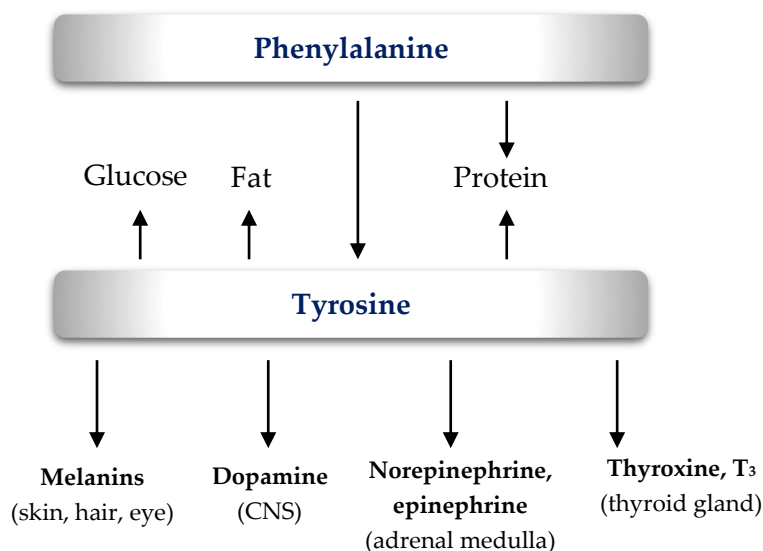 Phenylalanine
Glucose
Fat
Protein
Tyrosine
Melanins
(skin, hair, eye)
Dopamine
(CNS)
Norepinephrine,
epinephrine
(adrenal medulla)
Thyroxine, T₃
(thyroid gland)